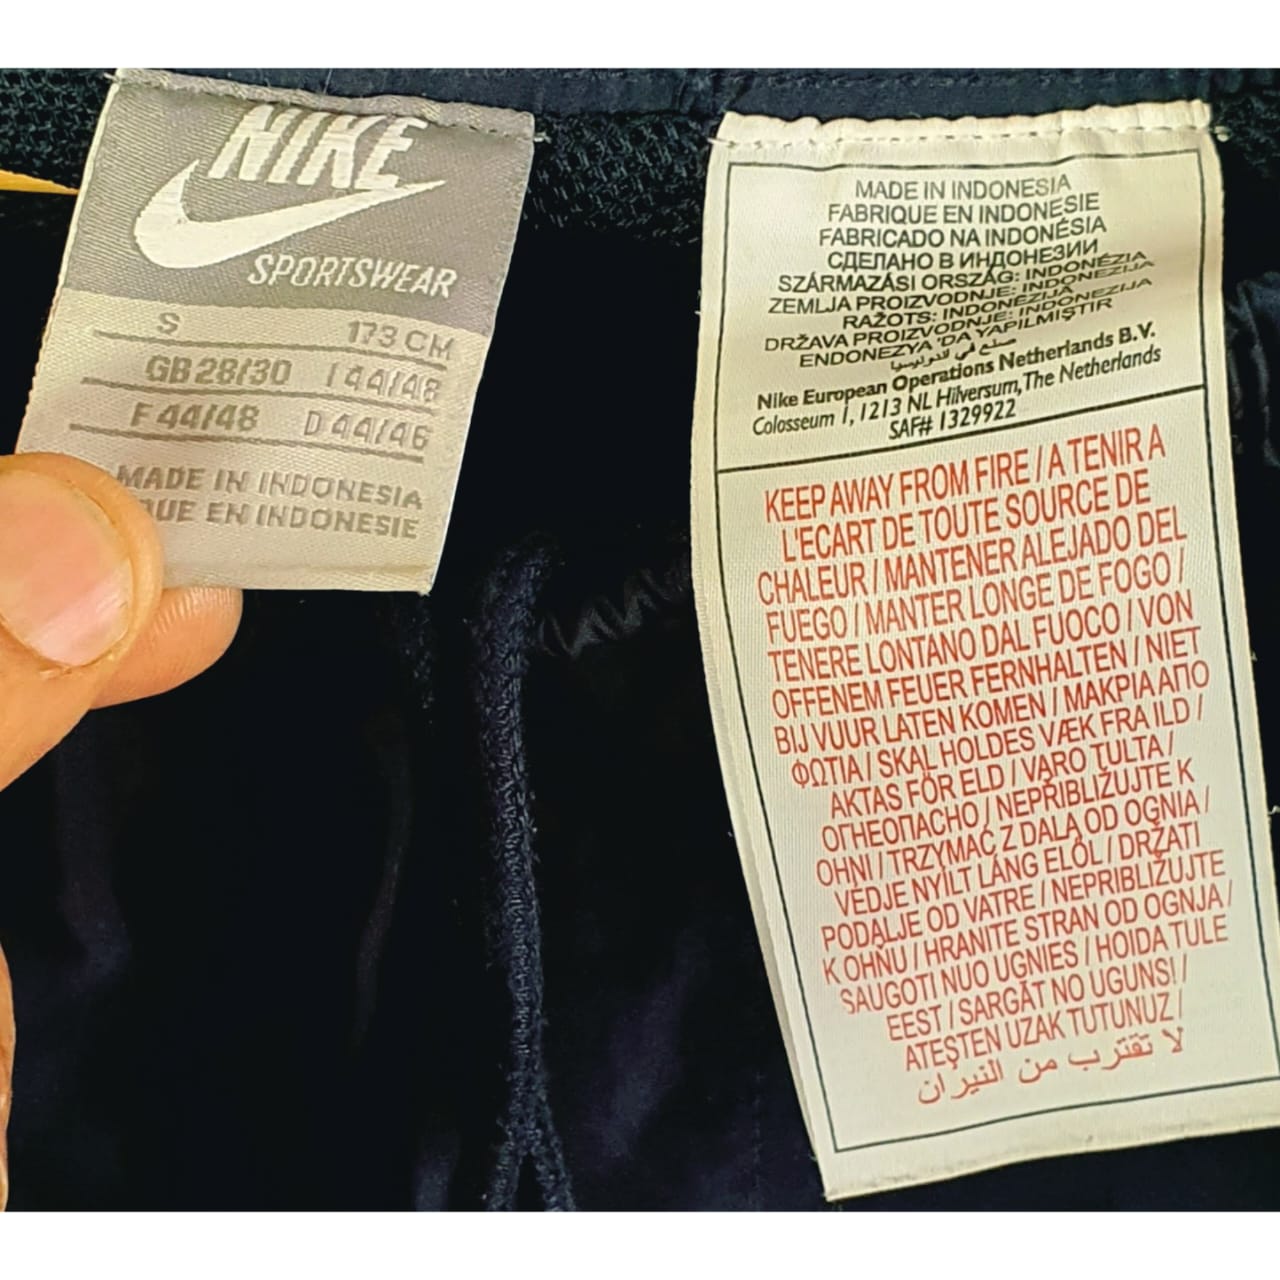 NIKE
SPORTSWEAR
S 173 CM
GB 28/30 I 44/48
F 44/48 D 44/46
MADE IN INDONESIA
QUE EN INDONESIE
MADE IN INDONESIA
FABRIQUE EN INDONESIE
FABRICADO NA INDONÉSIA
СДЕЛАНО В ИНДОНЕЗИИ
SZÁRMAZÁSI ORSZÁG: INDONÉZIA
ZEMLJA PROIZVODNJE: INDONEZIJA
RAŽOTS: INDONĒZIJĀ
DRŽAVA PROIZVODNJE: INDONEZIJA
ENDONEZYA 'DA YAPILMIŞTIR
صنع في اندونيسيا
Nike European Operations Netherlands B.V.
Colosseum 1, 1213 NL Hilversum, The Netherlands
SAF# 1329922
KEEP AWAY FROM FIRE / A TENIR A
L'ECART DE TOUTE SOURCE DE
CHALEUR / MANTENER ALEJADO DEL
FUEGO / MANTER LONGE DE FOGO /
TENERE LONTANO DAL FUOCO / VON
OFFENEM FEUER FERNHALTEN / NIET
BIJ VUUR LATEN KOMEN / ΜΑΚΡΙΑ ΑΠΟ
ΦΩΤΙΑ / SKAL HOLDES VÆK FRA ILD /
AKTAS FÖR ELD / VARO TULTA /
ОГНЕОПАСНО / NEPŘIBLIŽUJTE K
OHNI / TRZYMAĆ Z DALA OD OGNIA /
VÉDJE NYÍLT LÁNG ELŐL / DRŽATI
PODALJE OD VATRE / NEPRIBLIŽUJTE
K OHŇU / HRANITE STRAN OD OGNJA /
SAUGOTI NUO UGNIES / HOIDA TULE
EEST / SARGĀT NO UGUNS! /
ATEŞTEN UZAK TUTUNUZ /
لا تقترب من النيران